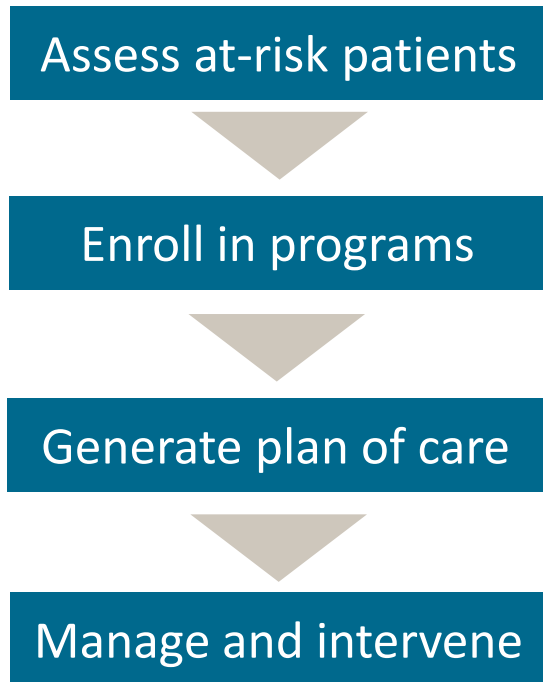 Assess at-risk patients
Enroll in programs
Generate plan of care
Manage and intervene